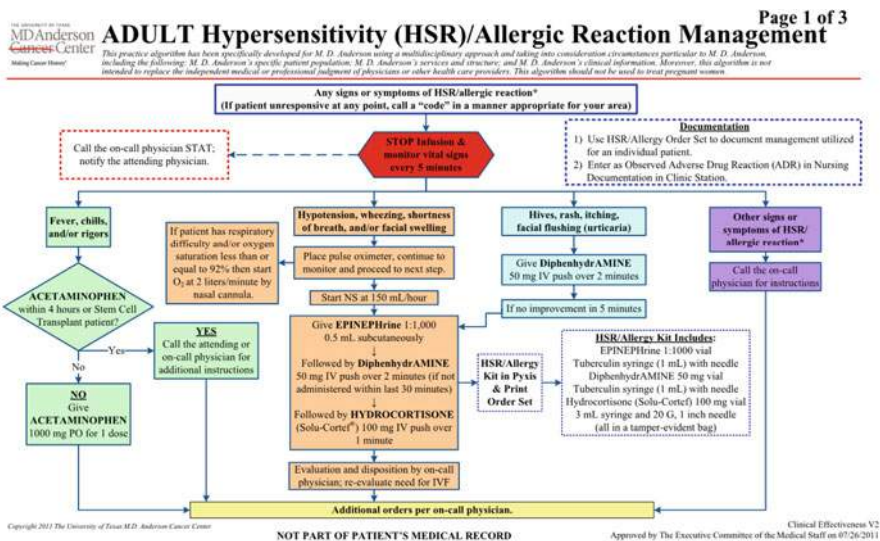 Page 1 of 3
THE UNIVERSITY OF TEXAS
MDAnderson
Cancer Center
Making Cancer History®
ADULT Hypersensitivity (HSR)/Allergic Reaction Management
This practice algorithm has been specifically developed for M. D. Anderson using a multidisciplinary approach and taking into consideration circumstances particular to M. D. Anderson,
including the following: M. D. Anderson's specific patient population; M. D. Anderson's services and structure; and M. D. Anderson's clinical information. Moreover, this algorithm is not
intended to replace the independent medical or professional judgment of physicians or other health care providers. This algorithm should not be used to treat pregnant women.
Any signs or symptoms of HSR/allergic reaction*
(If patient unresponsive at any point, call a "code" in a manner appropriate for your area)
Call the on-call physician STAT;
notify the attending physician.
STOP Infusion &
monitor vital signs
every 5 minutes
Documentation
1) Use HSR/Allergy Order Set to document management utilized
for an individual patient.
2) Enter as Observed Adverse Drug Reaction (ADR) in Nursing
Documentation in Clinic Station.
Fever, chills,
and/or rigors
If patient has respiratory
difficulty and/or oxygen
saturation less than or
equal to 92% then start
O2 at 2 liters/minute by
nasal cannula.
Hypotension, wheezing, shortness
of breath, and/or facial swelling
Place pulse oximeter, continue to
monitor and proceed to next step.
Start NS at 150 mL/hour
Hives, rash, itching,
facial flushing (urticaria)
Give DiphenhydrAMINE
50 mg IV push over 2 minutes
If no improvement in 5 minutes
Other signs or
symptoms of HSR/
allergic reaction*
Call the on-call
physician for instructions
ACETAMINOPHEN
within 4 hours or Stem Cell
Transplant patient?
Yes
No
YES
Call the attending or
on-call physician for
additional instructions
NO
Give
ACETAMINOPHEN
1000 mg PO for 1 dose
Give EPINEPHrine 1:1,000
0.5 mL subcutaneously
↓
Followed by DiphenhydrAMINE
50 mg IV push over 2 minutes (if not
administered within last 30 minutes)
↓
Followed by HYDROCORTISONE
(Solu-Cortef®) 100 mg IV push over
1 minute
HSR/Allergy
Kit in Pyxis
& Print
Order Set
HSR/Allergy Kit Includes:
EPINEPHrine 1:1000 vial
Tuberculin syringe (1 mL) with needle
DiphenhydrAMINE 50 mg vial
Tuberculin syringe (1 mL) with needle
Hydrocortisone (Solu-Cortef) 100 mg vial
3 mL syringe and 20 G, 1 inch needle
(all in a tamper-evident bag)
Evaluation and disposition by on-call
physician; re-evaluate need for IVF
Additional orders per on-call physician.
Copyright 2011 The University of Texas M.D. Anderson Cancer Center
NOT PART OF PATIENT'S MEDICAL RECORD
Clinical Effectiveness V2
Approved by The Executive Committee of the Medical Staff on 07/26/2011